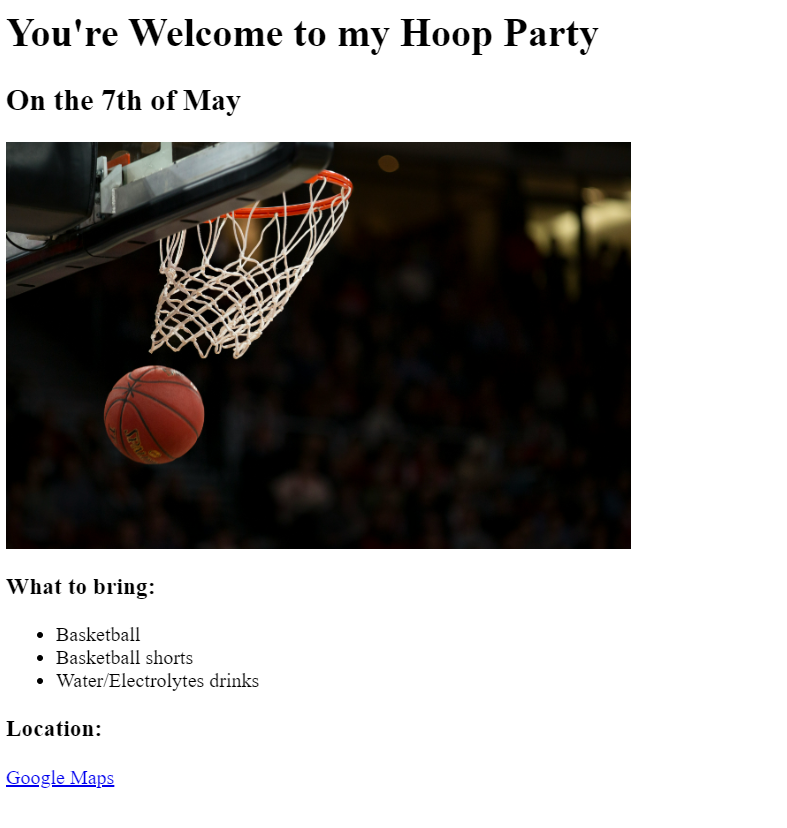 You're Welcome to my Hoop Party
On the 7th of May
What to bring:
Basketball
Basketball shorts
Water/Electrolytes drinks
Location:
Google Maps